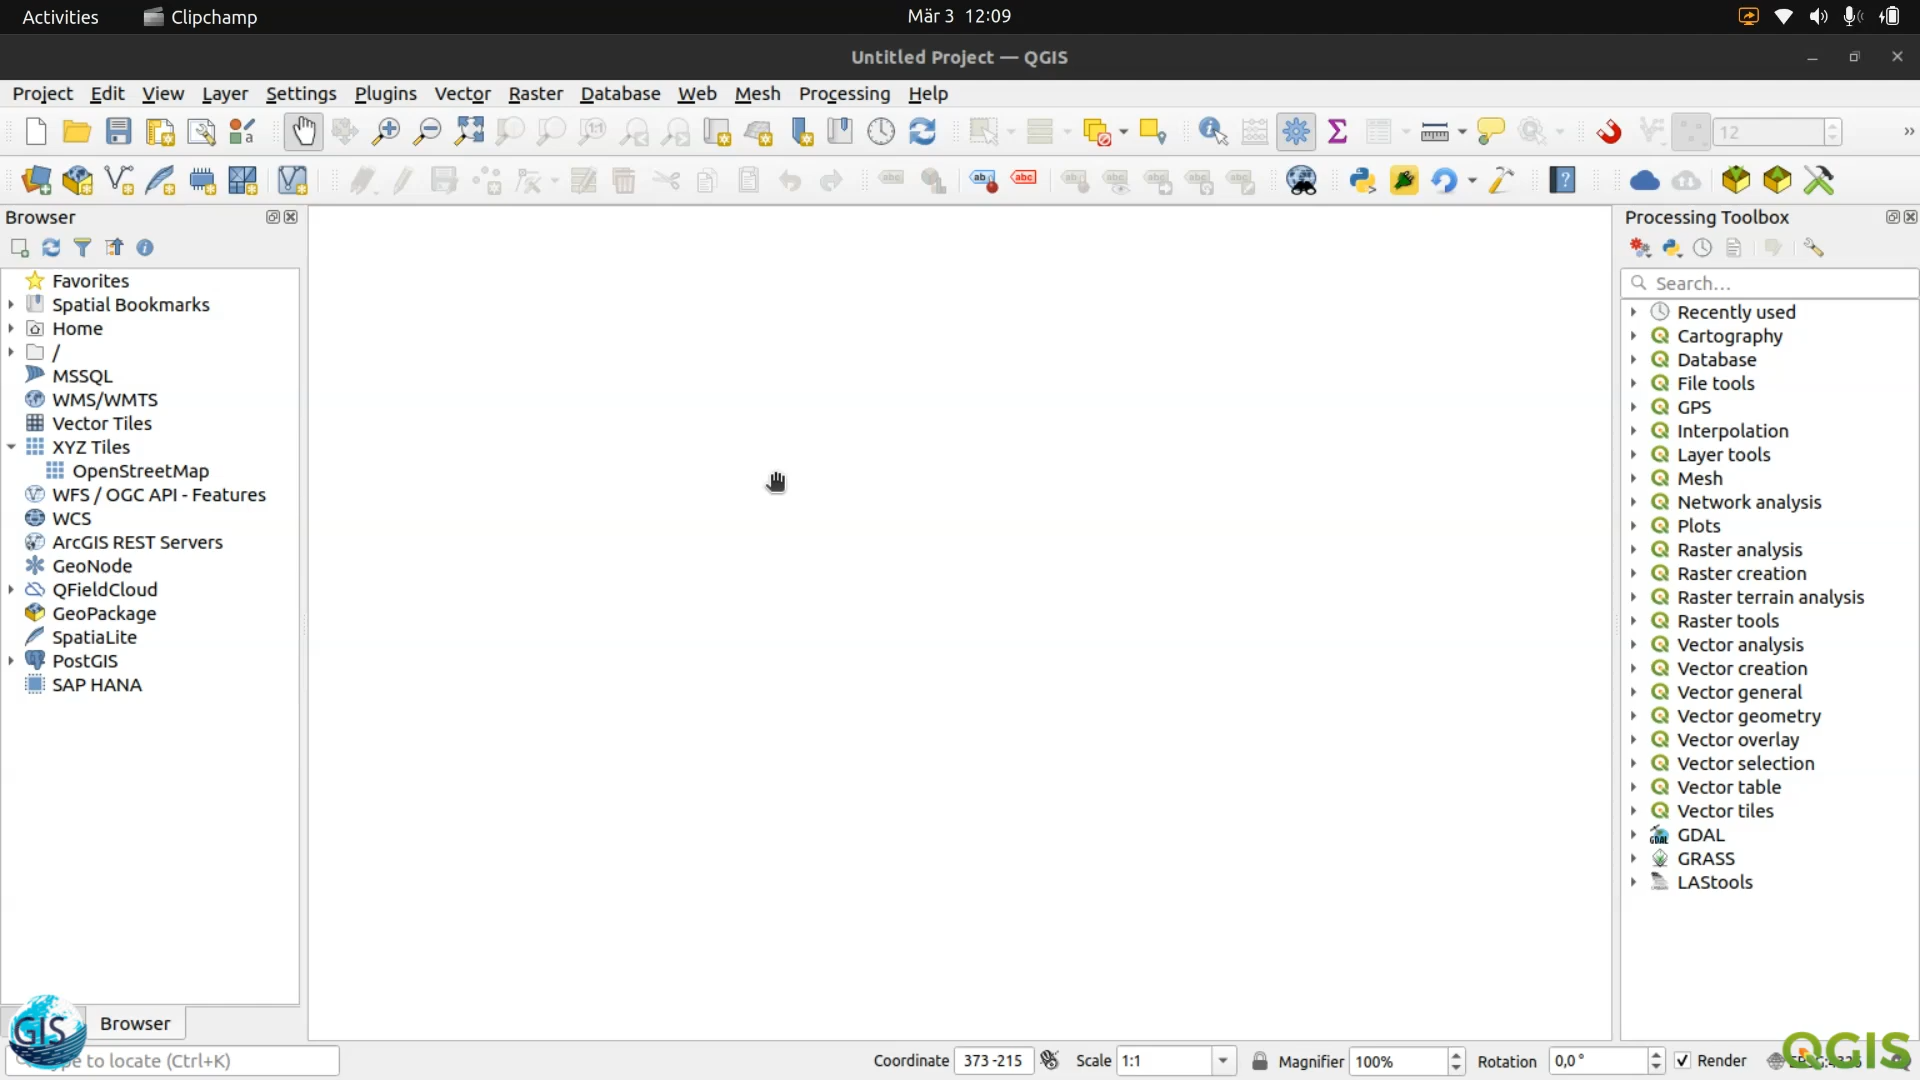 Activities Clipchamp Mär 3 12:09
Untitled Project — QGIS
Project Edit View Layer Settings Plugins Vector Raster Database Web Mesh Processing Help
12 »
Browser
Favorites
Spatial Bookmarks
Home
/
MSSQL
WMS/WMTS
Vector Tiles
XYZ Tiles
OpenStreetMap
WFS / OGC API - Features
WCS
ArcGIS REST Servers
GeoNode
QFieldCloud
GeoPackage
SpatiaLite
PostGIS
SAP HANA
Processing Toolbox
Search…
Recently used
Cartography
Database
File tools
GPS
Interpolation
Layer tools
Mesh
Network analysis
Plots
Raster analysis
Raster creation
Raster terrain analysis
Raster tools
Vector analysis
Vector creation
Vector general
Vector geometry
Vector overlay
Vector selection
Vector table
Vector tiles
GDAL
GRASS
LAStools
GIS Browser
to locate (Ctrl+K) Coordinate 373 -215 Scale 1:1 Magnifier 100% Rotation 0,0 ° Render QGIS